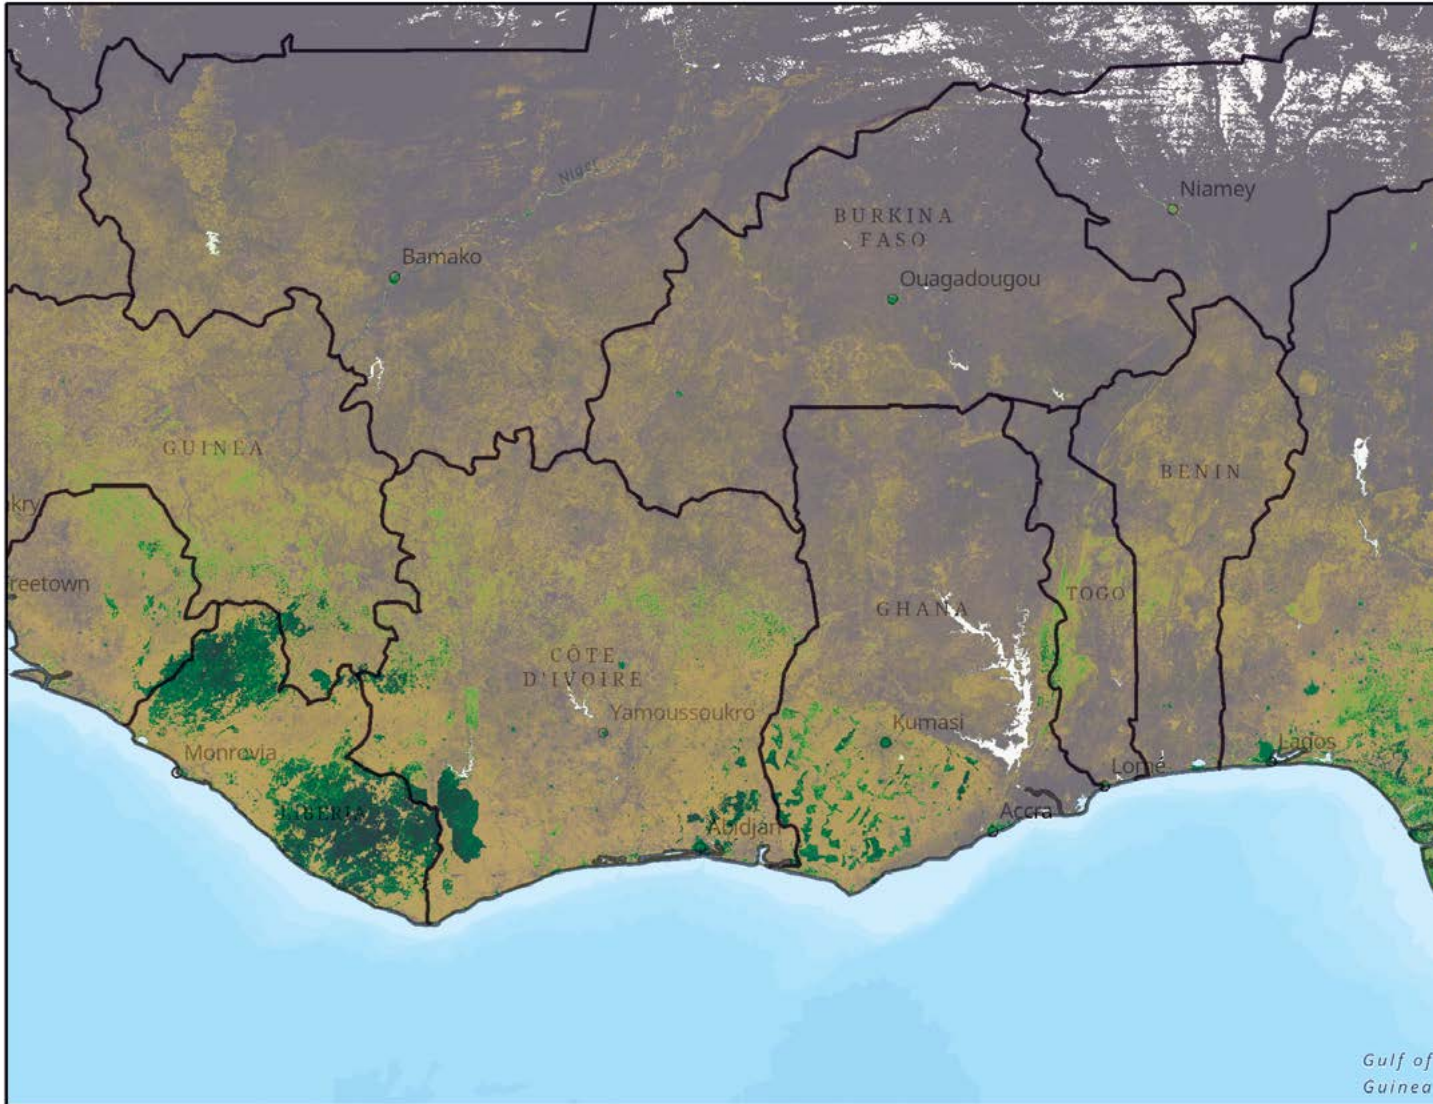 Niamey
Niger
BURKINA
FASO
Bamako
Ouagadougou
GUINEA
BENIN
kry
Freetown
TOGO
GHANA
CÔTE
D'IVOIRE
Yamoussoukro
Kumasi
Monrovia
Lagos
Lomé
LIBERIA
Abidjan
Accra
Gulf of
Guinea